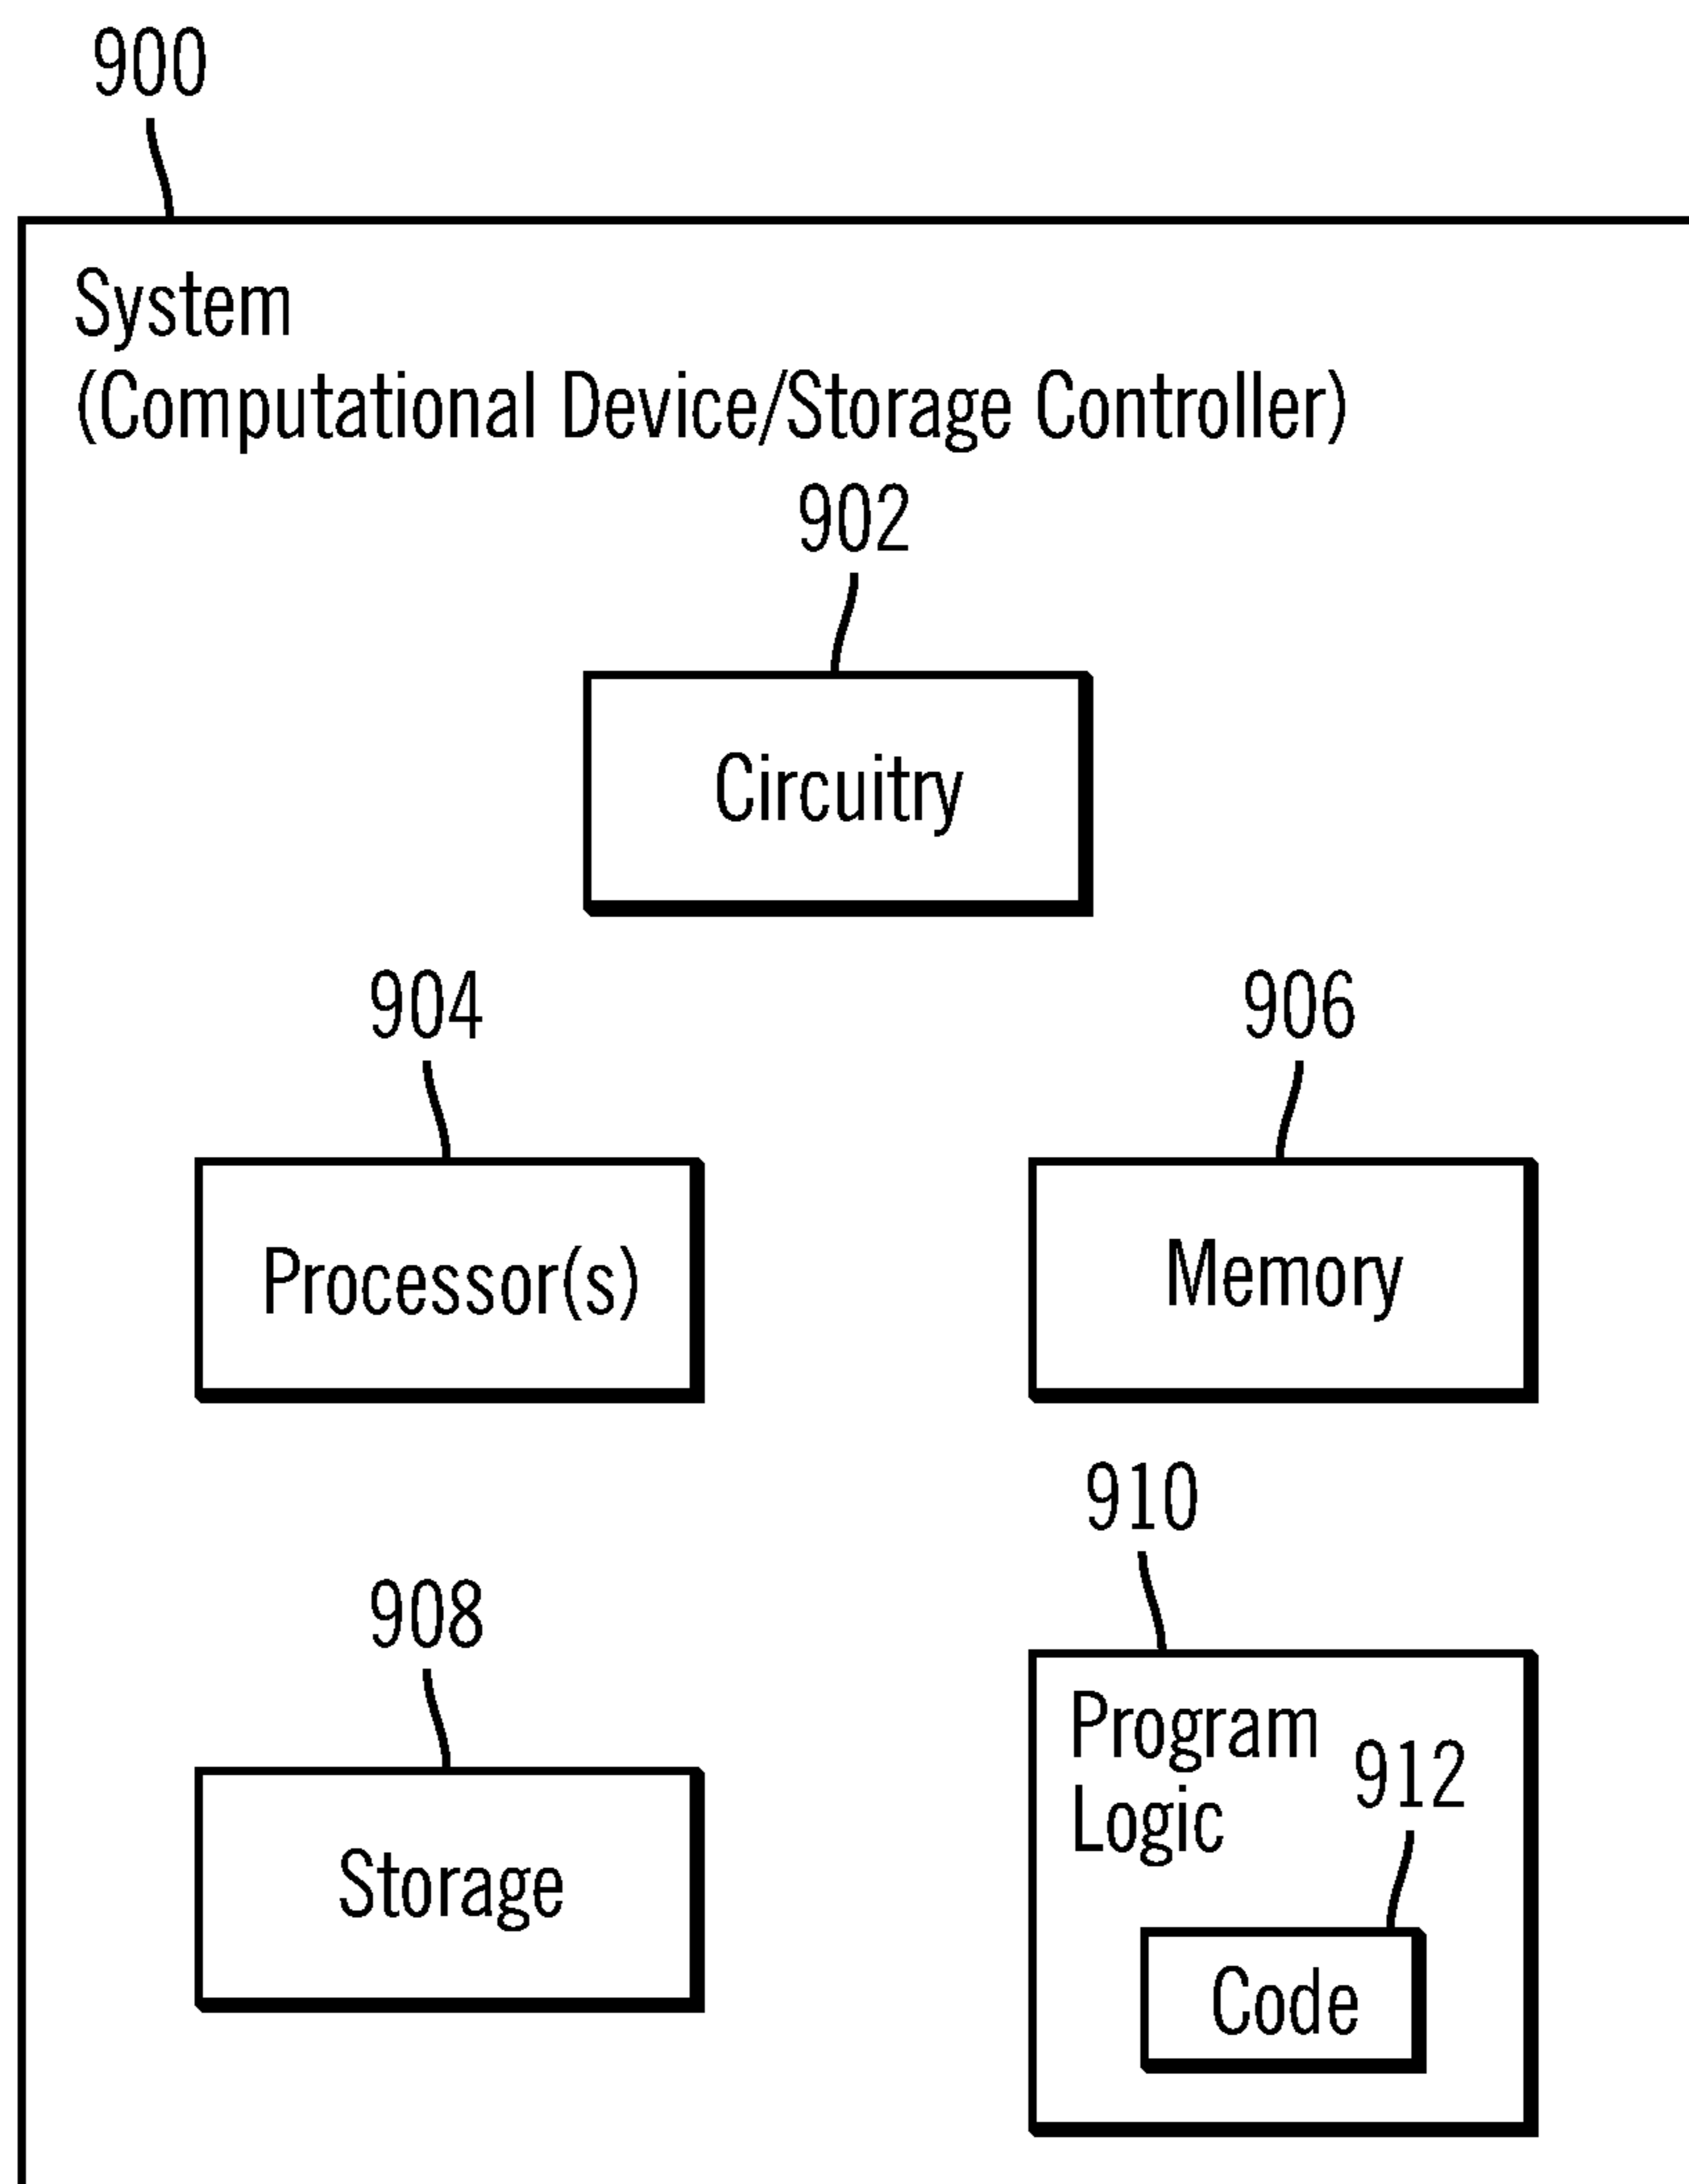 900
System
(Computational Device/Storage Controller)
902
Circuitry
904
906
Processor(s)
Memory
910
908
Program
Logic
912
Storage
Code